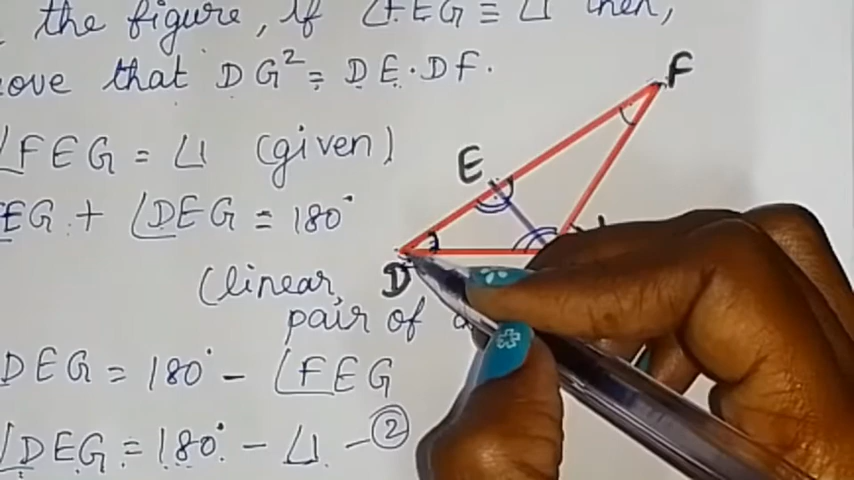 the figure, if ∠FEG ≡ ∠1 then,
prove that DG² = DE·DF.
∠FEG = ∠1 (given)
EG + ∠DEG = 180°
(linear
pair of
DEG = 180° - ∠FEG
∠DEG = 180° - ∠1 - ②
F
E
D